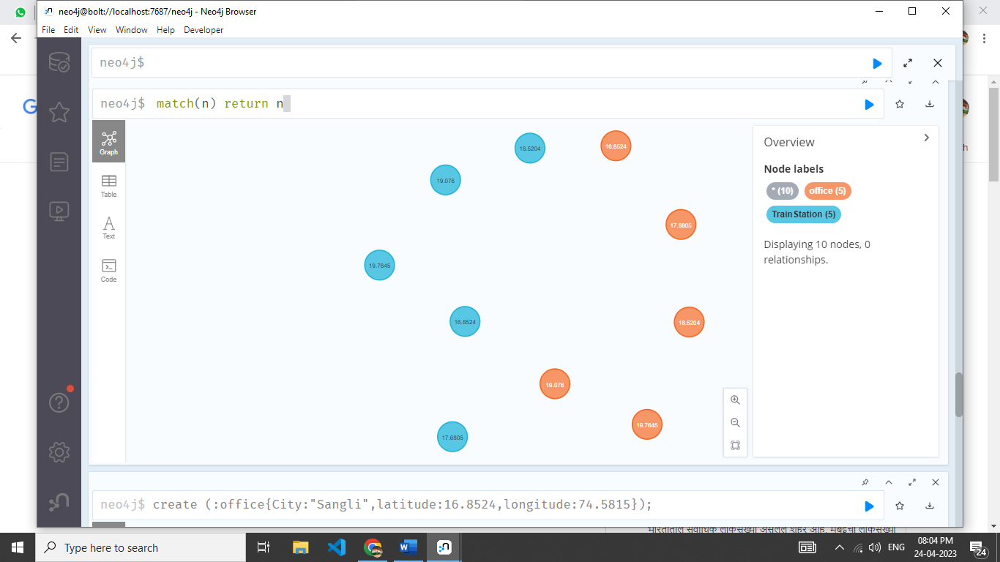 neo4j@bolt://localhost:7687/neo4j - Neo4j Browser
File Edit View Window Help Developer
neo4j$
neo4j$ match(n) return n
Graph
Table
Text
Code
18.5204
16.8524
19.076
17.6805
19.7645
16.8524
18.5204
19.076
19.7645
17.6805
Overview
Node labels
* (10) office (5)
TrainStation (5)
Displaying 10 nodes, 0
relationships.
neo4j$ create (:office{City:"Sangli",latitude:16.8524,longitude:74.5815});
Type here to search
ENG
08:04 PM
24-04-2023
24